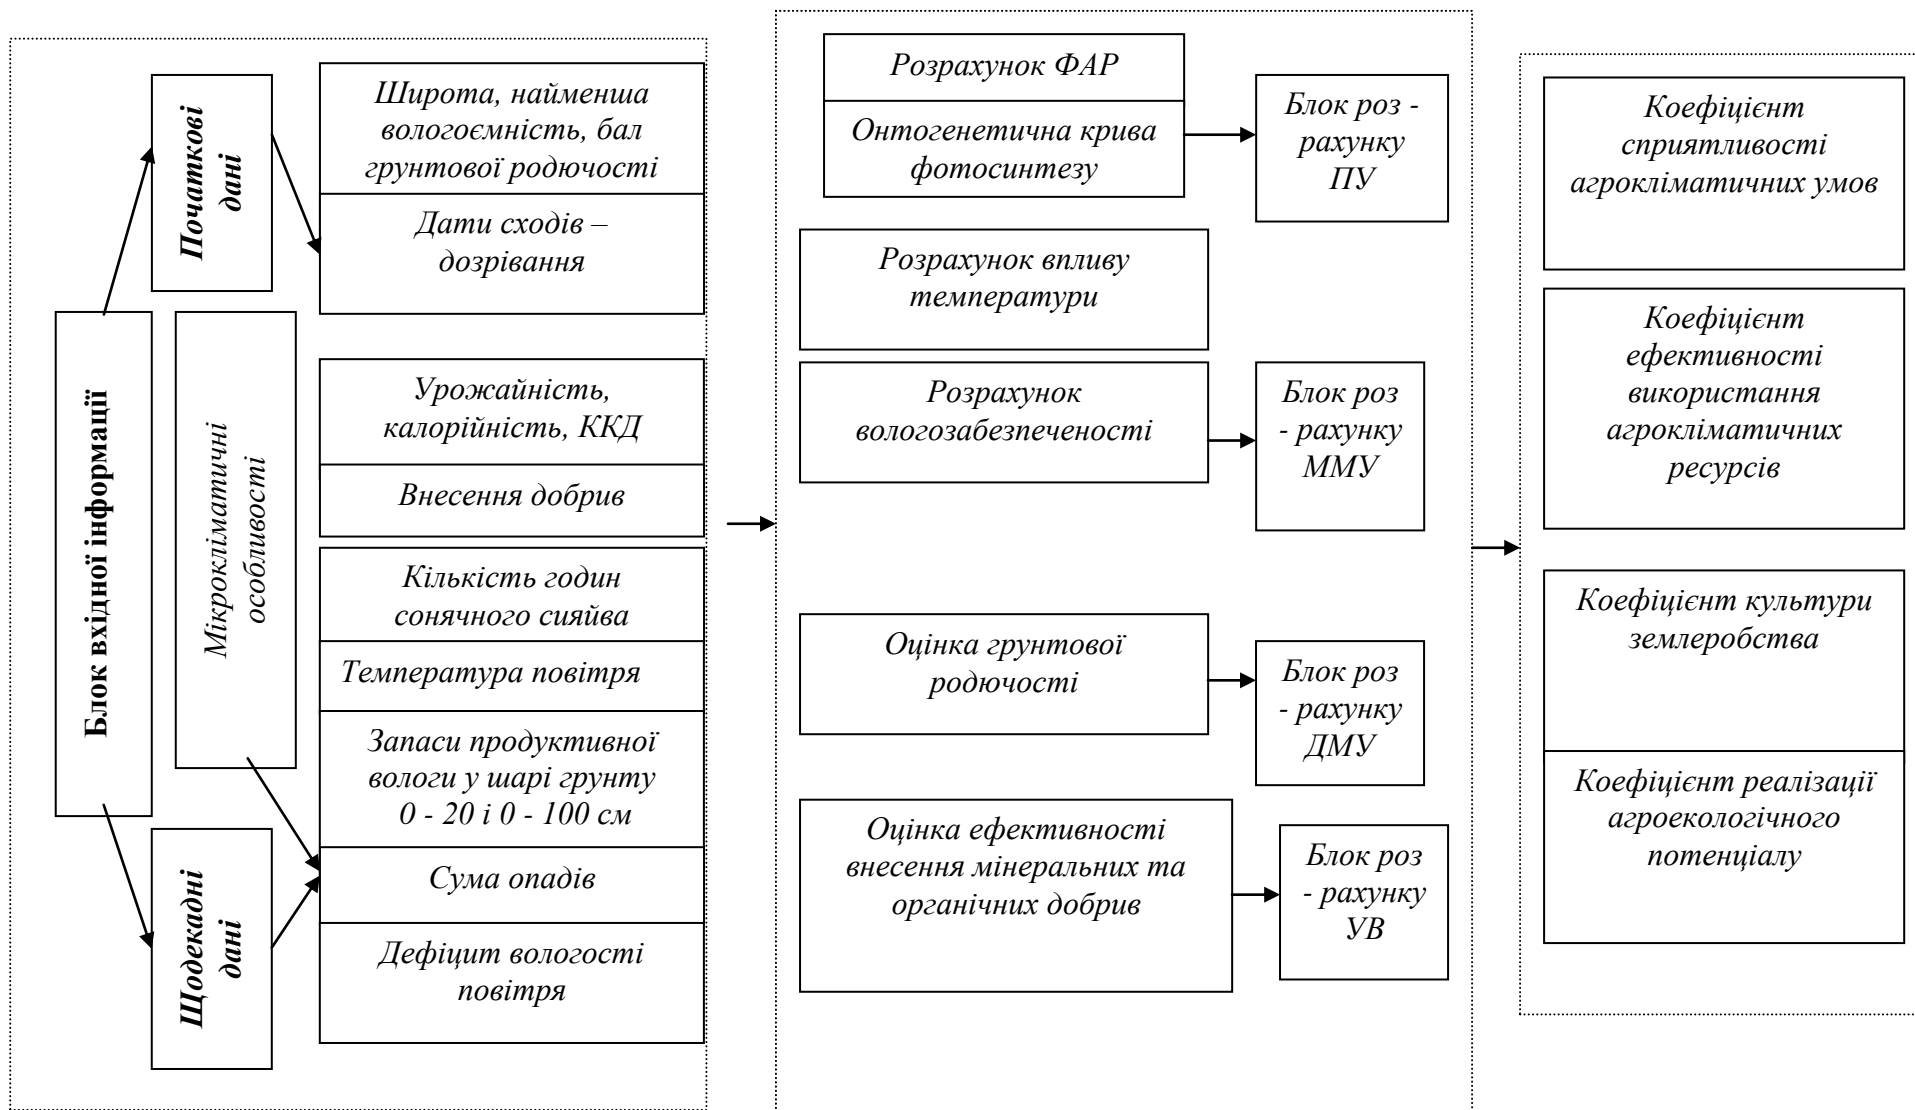 Блок вхідної інформації
Початкові
дані
Мікрокліматичні
особливості
Щодекадні
дані
Широта, найменша
вологоємність, бал
грунтової родючості
Дати сходів –
дозрівання
Урожайність,
калорійність, ККД
Внесення добрив
Кількість годин
сонячного сияйва
Температура повітря
Запаси продуктивної
вологи у шарі грунту
0 - 20 і 0 - 100 см
Сума опадів
Дефіцит вологості
повітря
Розрахунок ФАР
Онтогенетична крива
фотосинтезу
Блок роз -
рахунку
ПУ
Розрахунок впливу
температури
Розрахунок
вологозабезпеченості
Блок роз
- рахунку
ММУ
Оцінка грунтової
родючості
Блок роз
- рахунку
ДМУ
Оцінка ефективності
внесення мінеральних та
органічних добрив
Блок роз
- рахунку
УВ
Коефіцієнт
сприятливості
агрокліматичних умов
Коефіцієнт
ефективності
використання
агрокліматичних
ресурсів
Коефіцієнт культури
землеробства
Коефіцієнт реалізації
агроекологічного
потенціалу